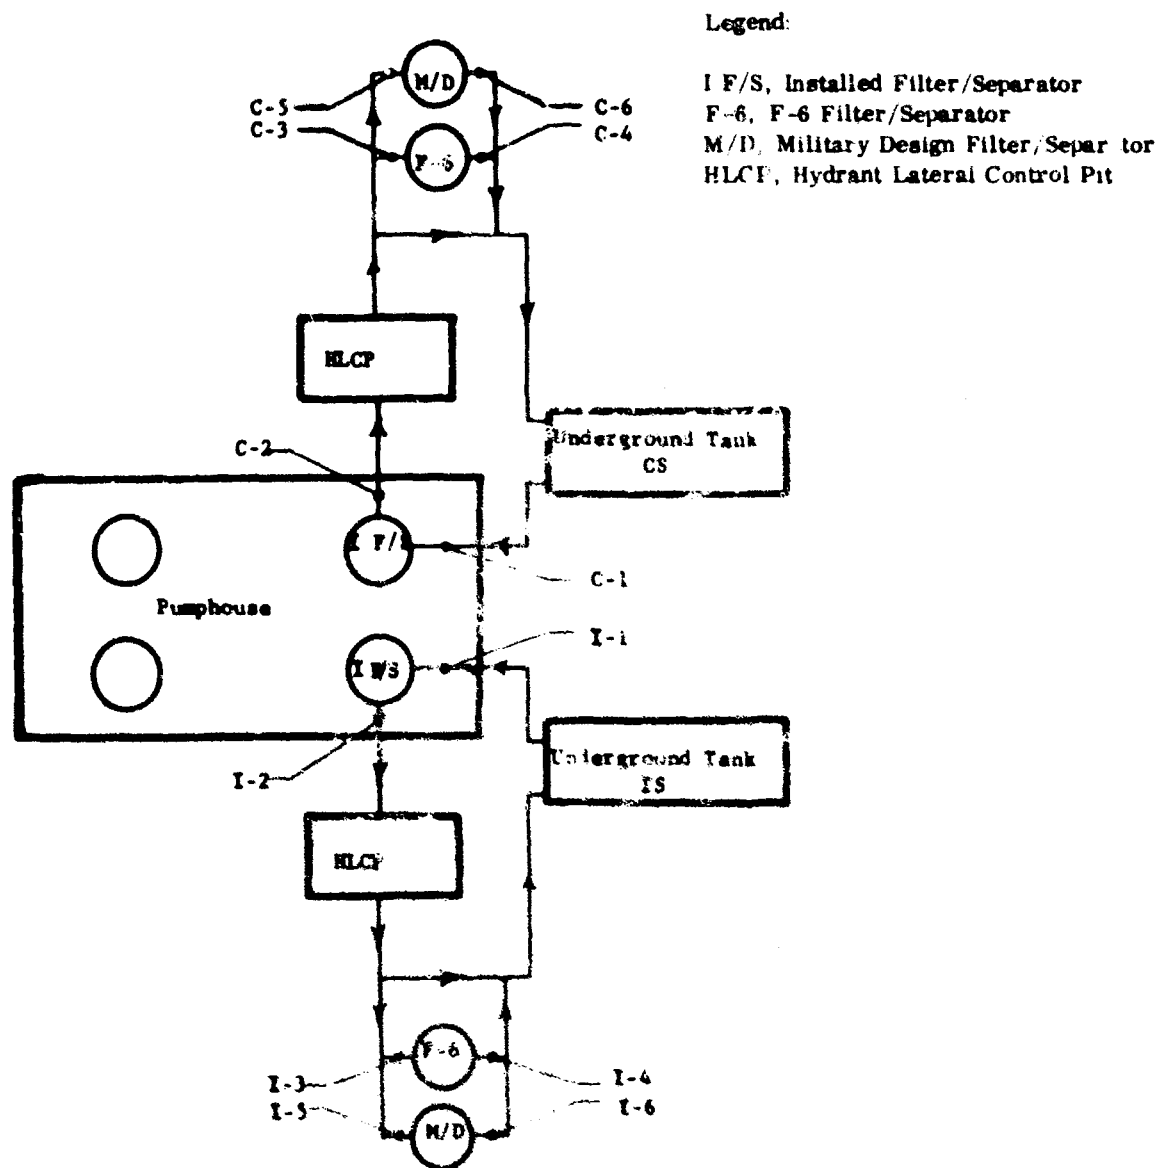 Legend:
I F/S, Installed Filter/Separator
F-6, F-6 Filter/Separator
M/D, Military Design Filter/Separ tor
HLCP, Hydrant Lateral Control Pit
M/D
C-5
C-6
C-3
C-4
F-6
HLCP
Underground Tank
CS
C-2
I F/S
C-1
Pumphouse
I-1
I F/S
Underground Tank
IS
I-2
HLCP
F-6
I-3
I-4
I-5
I-6
M/D